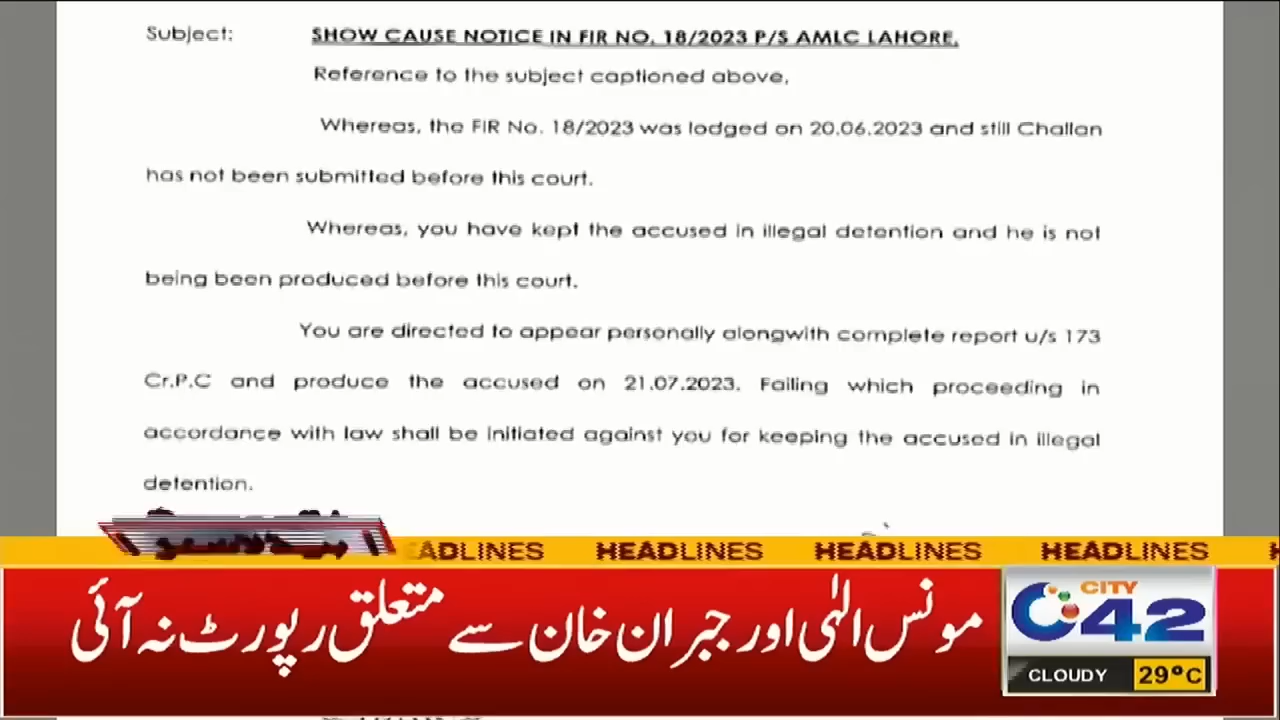 Subject: SHOW CAUSE NOTICE IN FIR NO. 18/2023 P/S AMLC LAHORE.
Reference to the subject captioned above.
Whereas, the FIR No. 18/2023 was lodged on 20.06.2023 and still Challan
has not been submitted before this court.
Whereas, you have kept the accused in illegal detention and he is not
being been produced before this court.
You are directed to appear personally alongwith complete report u/s 173
Cr.P.C and produce the accused on 21.07.2023. Failing which proceeding in
accordance with law shall be initiated against you for keeping the accused in illegal
detention.
HEADLINES HEADLINES HEADLINES
مونس الٰہی اور جبران خان سے متعلق رپورٹ نہ آئی
CITY
42
CLOUDY 29°C